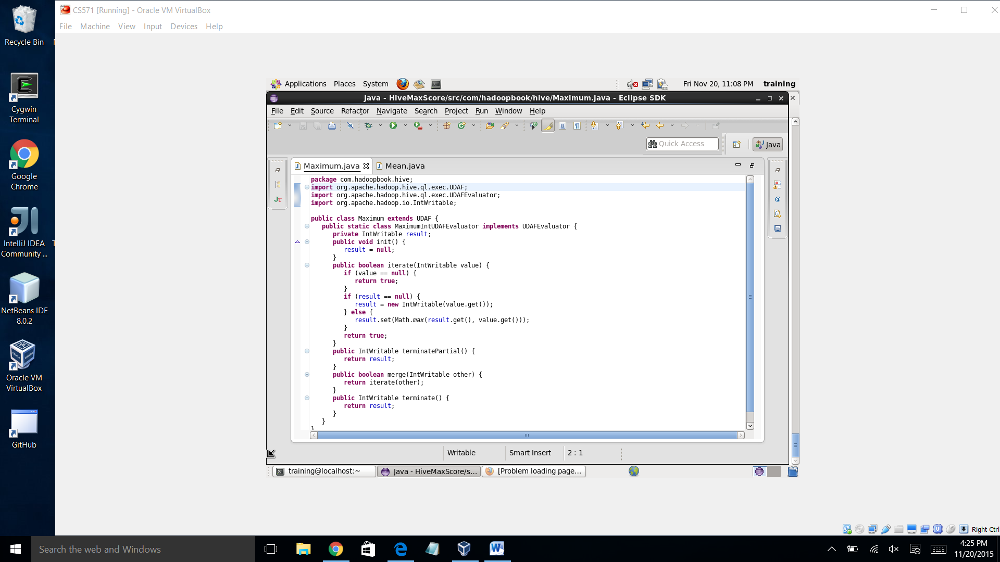 CS571 [Running] - Oracle VM VirtualBox
File Machine View Input Devices Help
Recycle Bin
Cygwin
Terminal
Google
Chrome
IntelliJ IDEA
Community ...
NetBeans IDE
8.0.2
Oracle VM
VirtualBox
GitHub
Applications Places System
Fri Nov 20, 11:08 PM training
Java - HiveMaxScore/src/com/hadoopbook/hive/Maximum.java - Eclipse SDK
File Edit Source Refactor Navigate Search Project Run Window Help
Quick Access
Java
Maximum.java
Mean.java
package com.hadoopbook.hive;
import org.apache.hadoop.hive.ql.exec.UDAF;
import org.apache.hadoop.hive.ql.exec.UDAFEvaluator;
import org.apache.hadoop.io.IntWritable;
public class Maximum extends UDAF {
public static class MaximumIntUDAFEvaluator implements UDAFEvaluator {
private IntWritable result;
public void init() {
result = null;
}
public boolean iterate(IntWritable value) {
if (value == null) {
return true;
}
if (result == null) {
result = new IntWritable(value.get());
} else {
result.set(Math.max(result.get(), value.get()));
}
return true;
}
public IntWritable terminatePartial() {
return result;
}
public boolean merge(IntWritable other) {
return iterate(other);
}
public IntWritable terminate() {
return result;
}
}
}
Writable Smart Insert 2 : 1
training@localhost:~
Java - HiveMaxScore/s...
[Problem loading page...
Right Ctrl
Search the web and Windows
4:25 PM
11/20/2015